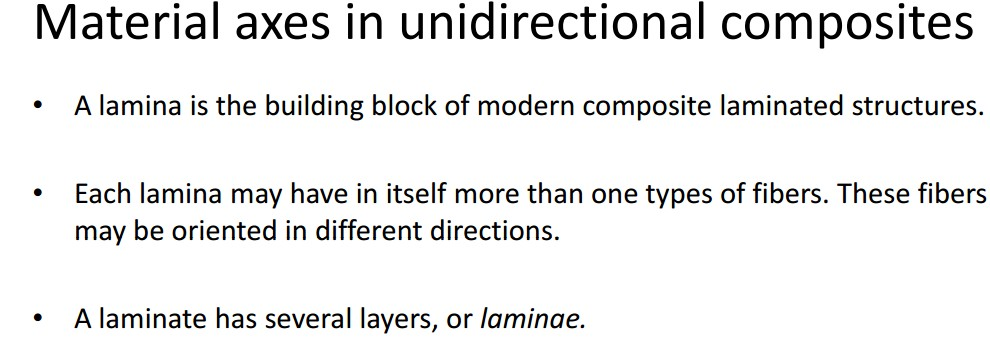 Material axes in unidirectional composites
• A lamina is the building block of modern composite laminated structures.
• Each lamina may have in itself more than one types of fibers. These fibers
may be oriented in different directions.
• A laminate has several layers, or laminae.